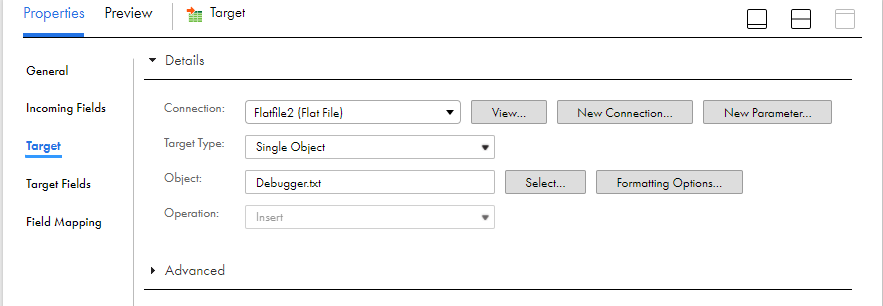 Properties Preview Target
General
Incoming Fields
Target
Target Fields
Field Mapping
Details
Connection: Flatfile2 (Flat File) View... New Connection... New Parameter...
Target Type: Single Object
Object: Debugger.txt Select... Formatting Options...
Operation: Insert
Advanced